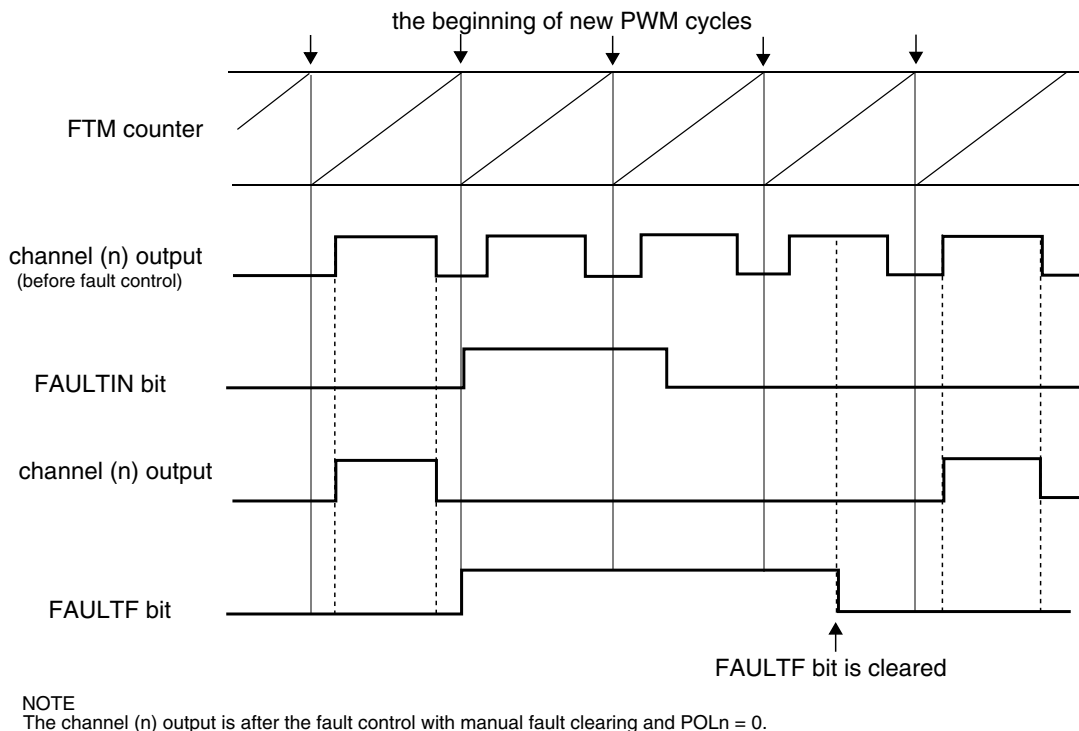 the beginning of new PWM cycles
FTM counter
channel (n) output
(before fault control)
FAULTIN bit
channel (n) output
FAULTF bit
FAULTF bit is cleared
NOTE
The channel (n) output is after the fault control with manual fault clearing and POLn = 0.